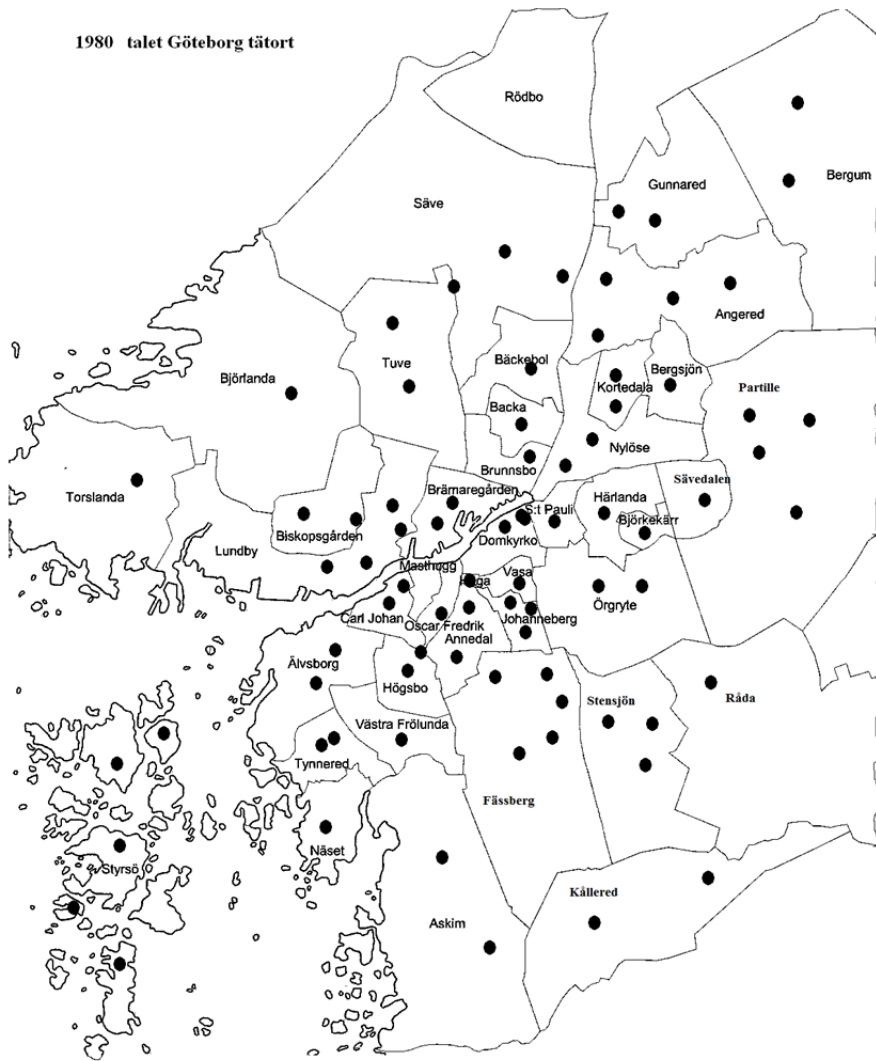 1980 talet Göteborg tätort
Rödbo
Gunnared
Bergum
Säve
Angered
Bäckebol
Tuve
Bergsjön
Björlanda
Kortedala
Partille
Backa
Nylöse
Brunnsbo
Sävedalen
Torslanda
Brämaregården
Härlanda
S:t Pauli
Björkekärr
Biskopsgården
Domkyrko
Lundby
Masthugg
Vasa
Haga
Örgryte
Carl Johan
Oscar Fredrik
Johanneberg
Annedal
Älvsborg
Högsbo
Stensjön
Råda
Västra Frölunda
Tynnered
Fässberg
Näset
Styrsö
Kållered
Askim